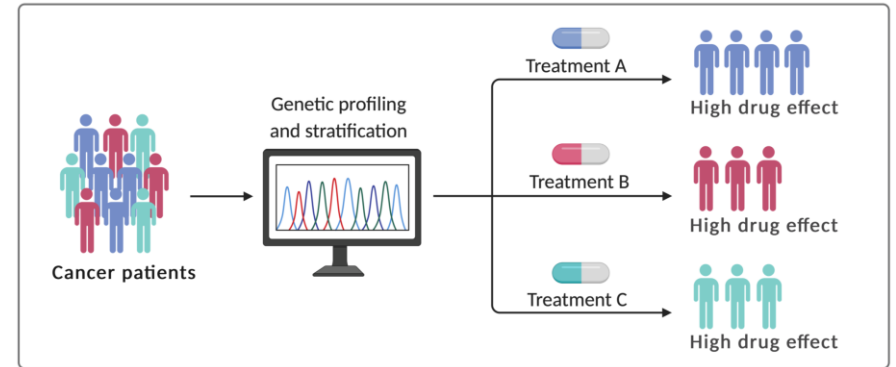 Cancer patients
Genetic profiling
and stratification
Treatment A
High drug effect
Treatment B
High drug effect
Treatment C
High drug effect